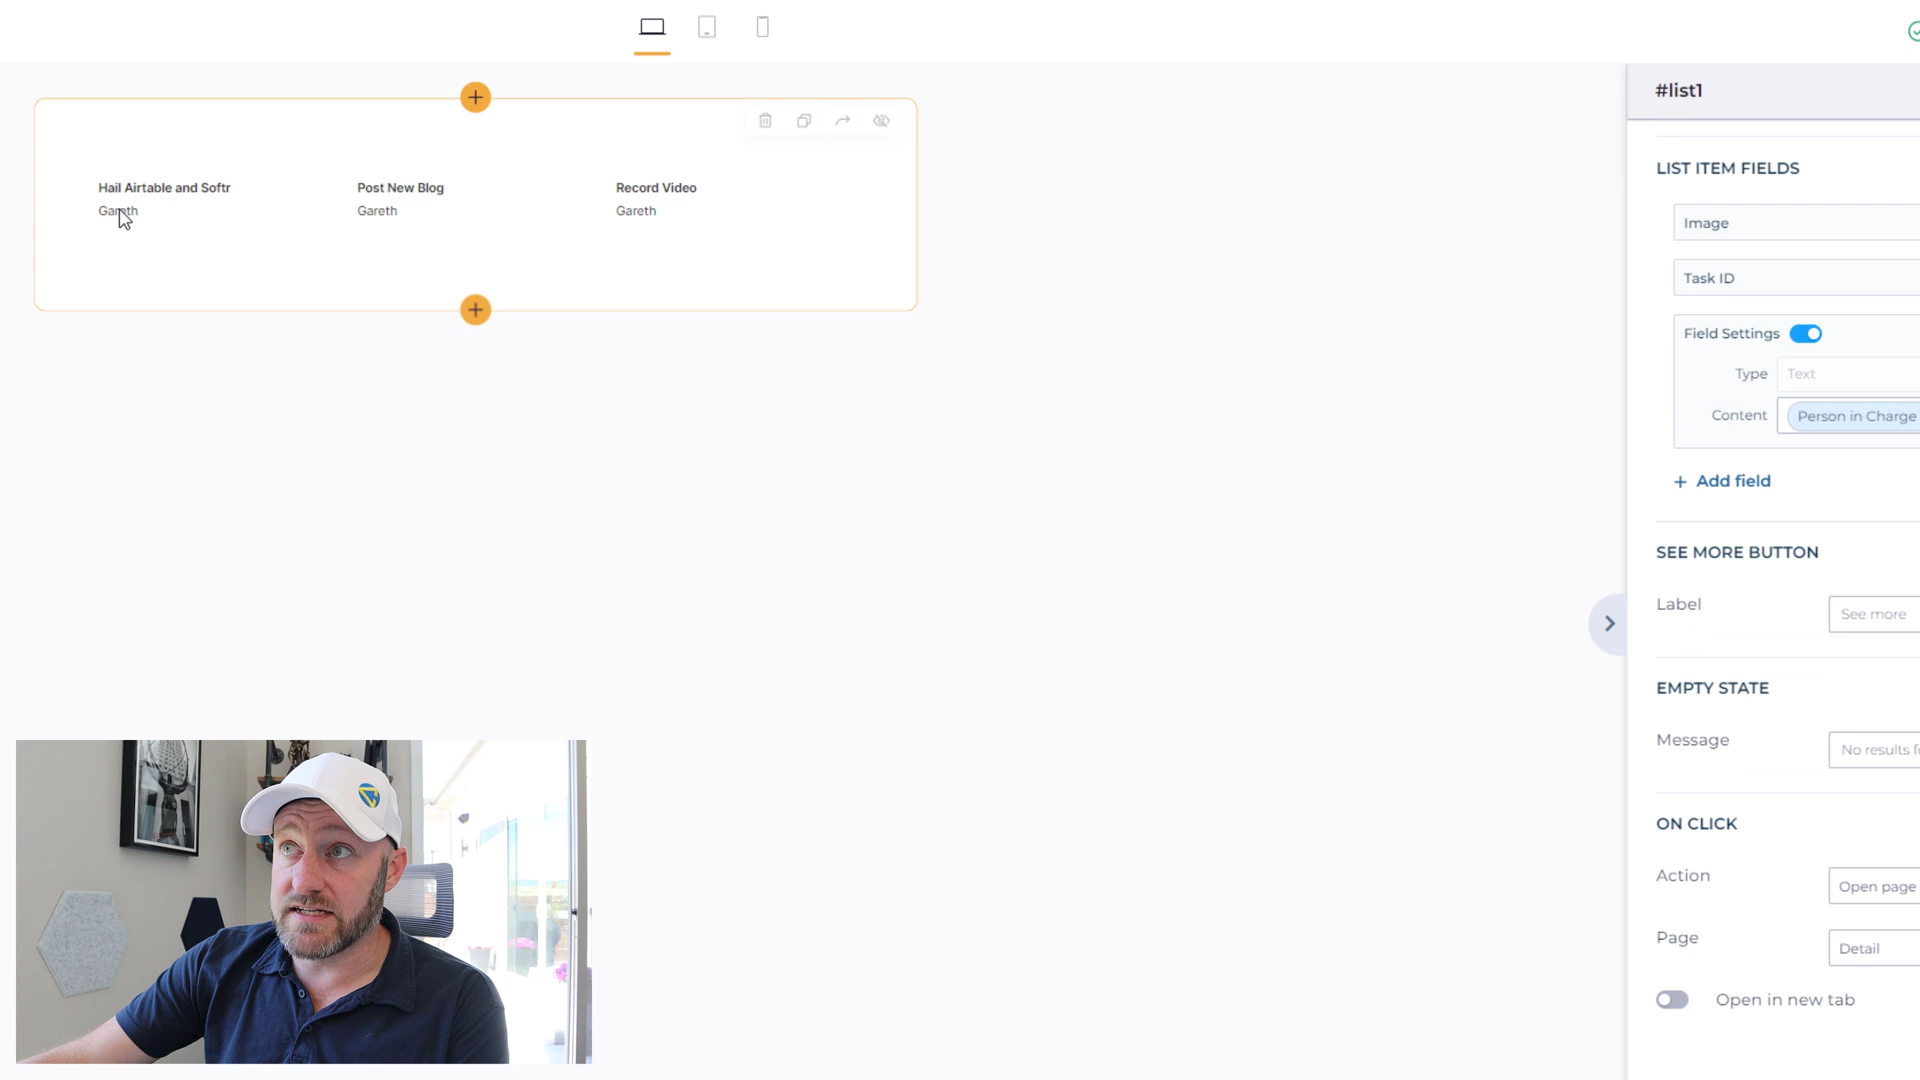 #list1
Hail Airtable and Softr
Gareth
Post New Blog
Gareth
Record Video
Gareth
LIST ITEM FIELDS
Image
Task ID
Field Settings
Type Text
Content Person in Charge
+ Add field
SEE MORE BUTTON
Label See more
EMPTY STATE
Message No results
ON CLICK
Action Open page
Page Detail
Open in new tab